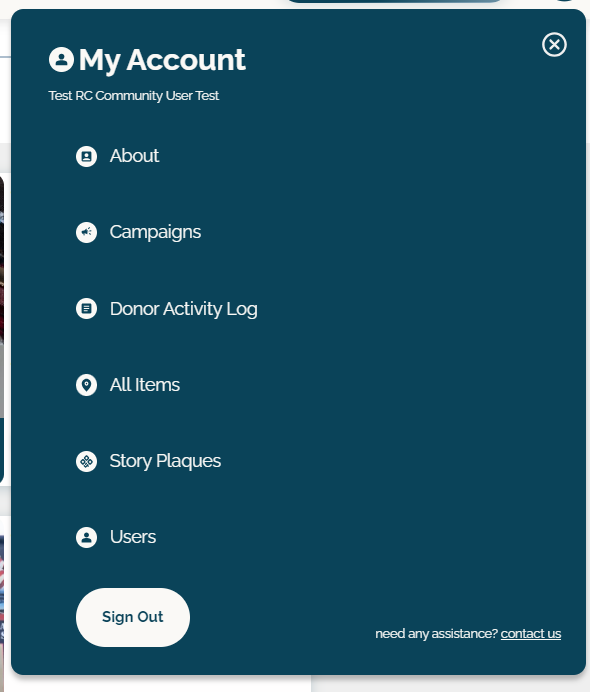 My Account
Test RC Community User Test
About
Campaigns
Donor Activity Log
All Items
Story Plaques
Users
Sign Out
need any assistance? contact us